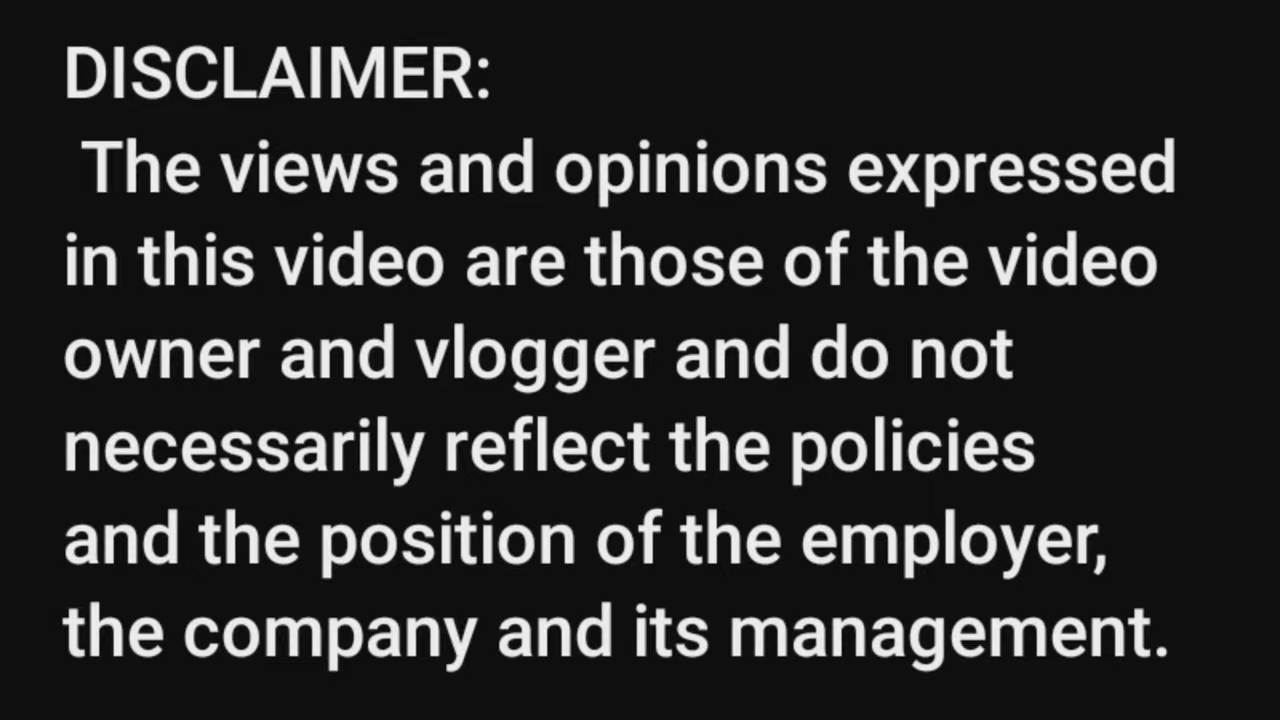 DISCLAIMER:
The views and opinions expressed
in this video are those of the video
owner and vlogger and do not
necessarily reflect the policies
and the position of the employer,
the company and its management.